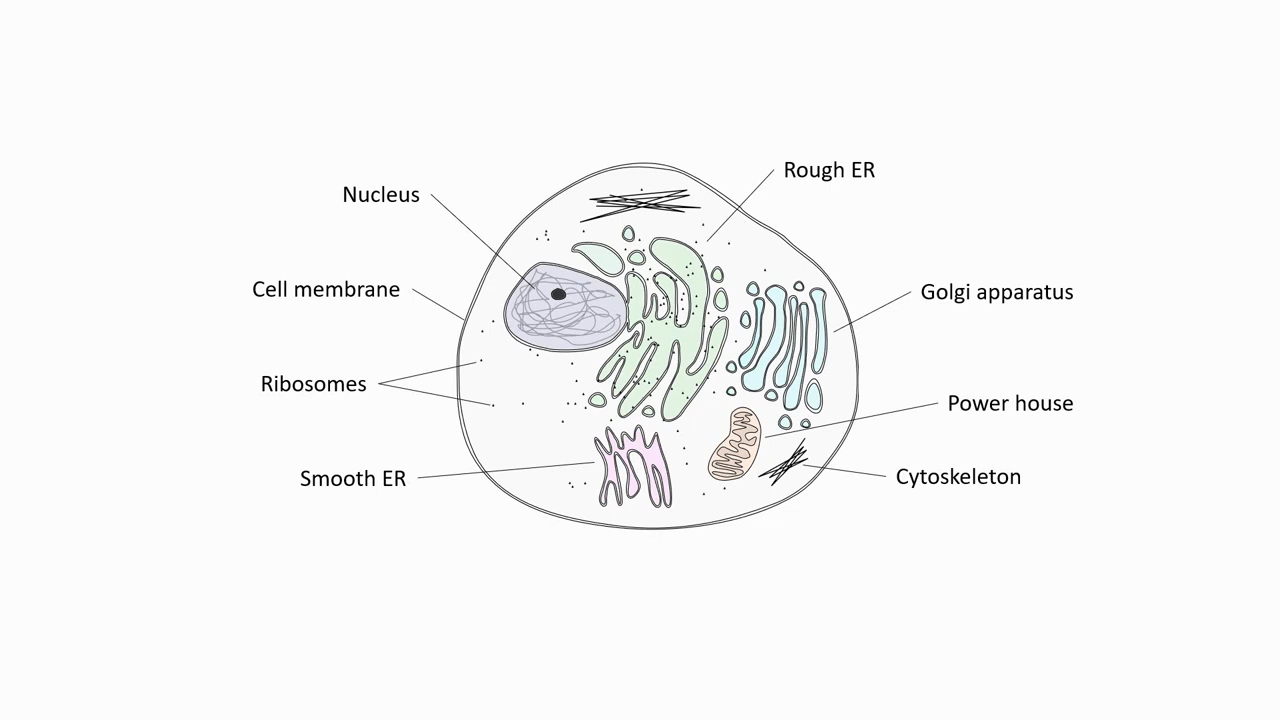 Rough ER
Nucleus
Cell membrane
Golgi apparatus
Ribosomes
Power house
Smooth ER
Cytoskeleton